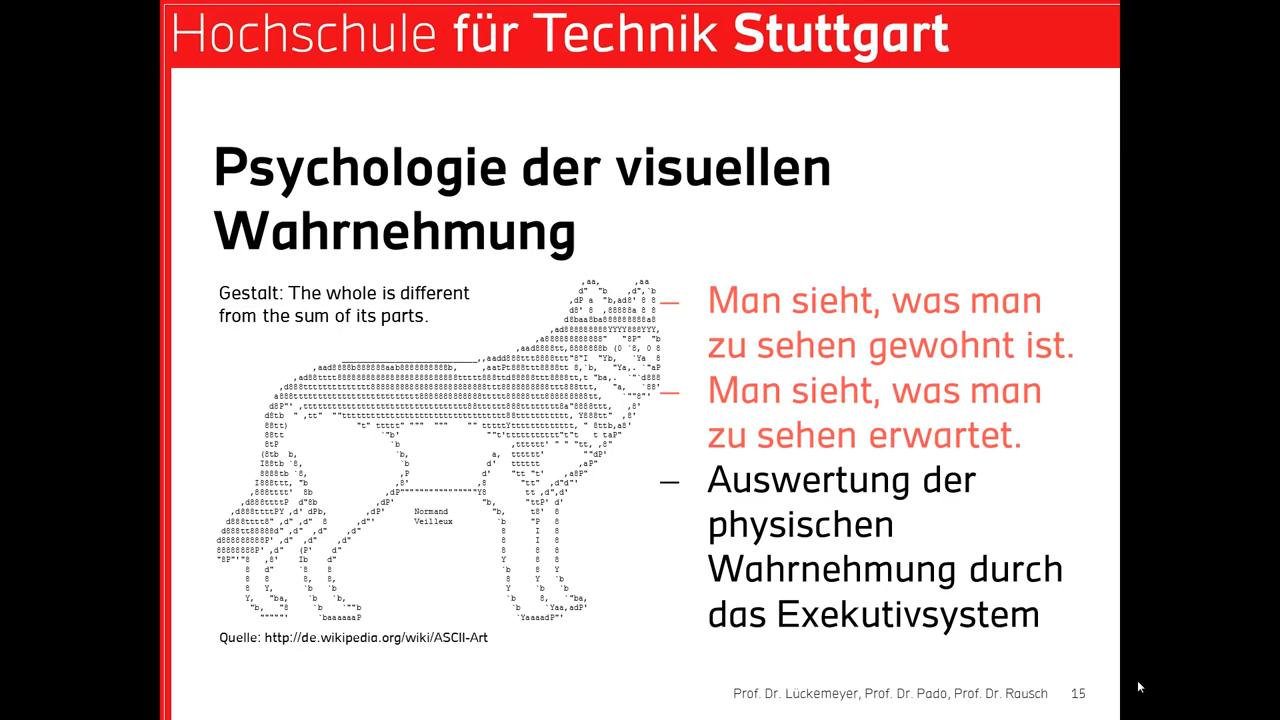 Hochschule für Technik Stuttgart
Psychologie der visuellen
Wahrnehmung
Gestalt: The whole is different
from the sum of its parts.
Normand
Veilleux
Quelle: http://de.wikipedia.org/wiki/ASCII-Art
– Man sieht, was man
zu sehen gewohnt ist.
– Man sieht, was man
zu sehen erwartet.
– Auswertung der
physischen
Wahrnehmung durch
das Exekutivsystem
Prof. Dr. Lückemeyer, Prof. Dr. Pado, Prof. Dr. Rausch 15